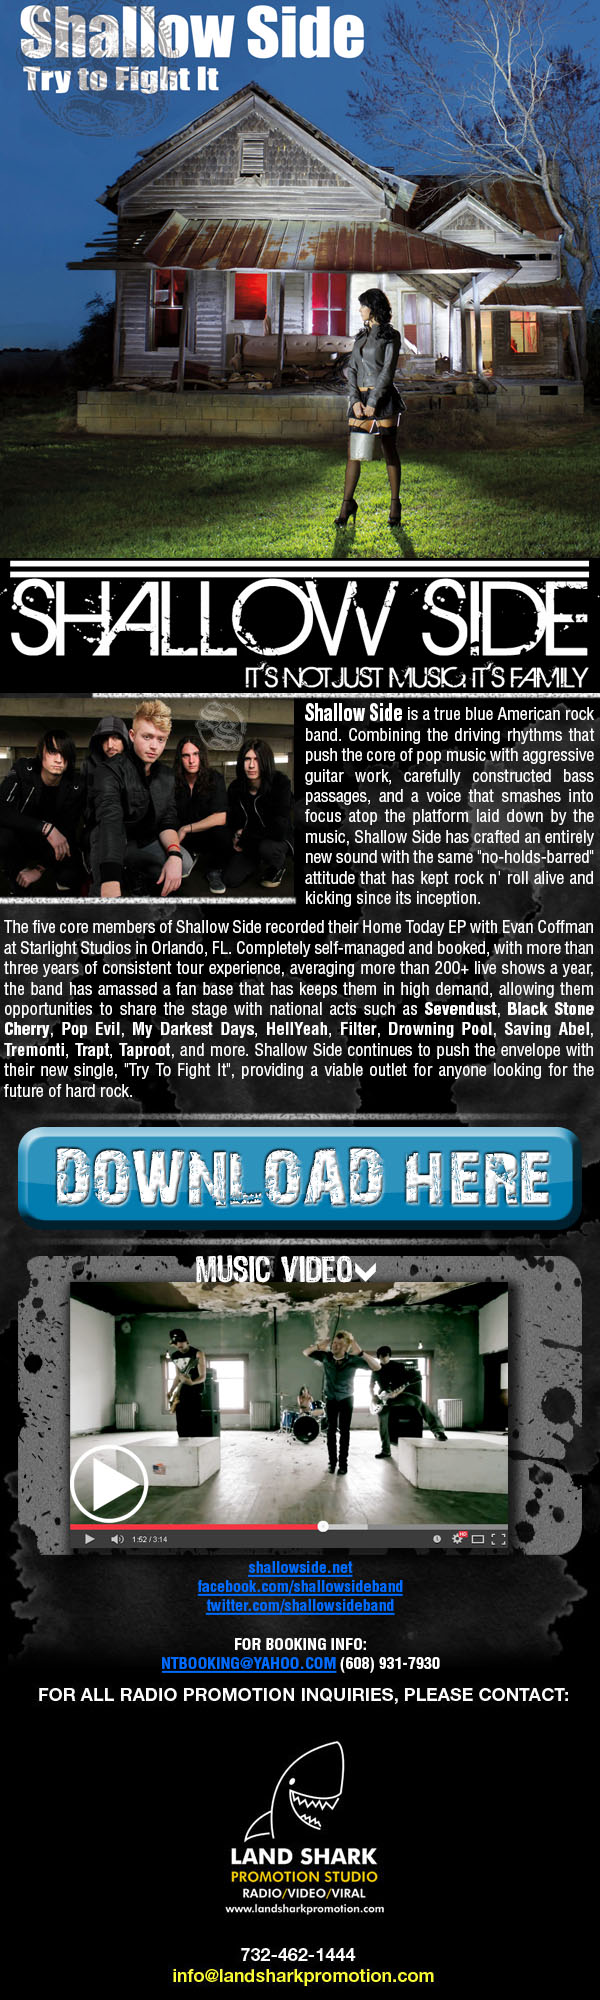 Shallow Side
Try to Fight It
SHALLOW SIDE
IT'S NOT JUST MUSIC, IT'S FAMILY
Shallow Side is a true blue American rock
band. Combining the driving rhythms that
push the core of pop music with aggressive
guitar work, carefully constructed bass
passages, and a voice that smashes into
focus atop the platform laid down by the
music, Shallow Side has crafted an entirely
new sound with the same "no-holds-barred"
attitude that has kept rock n' roll alive and
kicking since its inception.
The five core members of Shallow Side recorded their Home Today EP with Evan Coffman
at Starlight Studios in Orlando, FL. Completely self-managed and booked, with more than
three years of consistent tour experience, averaging more than 200+ live shows a year,
the band has amassed a fan base that has keeps them in high demand, allowing them
opportunities to share the stage with national acts such as Sevendust, Black Stone
Cherry, Pop Evil, My Darkest Days, HellYeah, Filter, Drowning Pool, Saving Abel,
Tremonti, Trapt, Taproot, and more. Shallow Side continues to push the envelope with
their new single, "Try To Fight It", providing a viable outlet for anyone looking for the
future of hard rock.
DOWNLOAD HERE
MUSIC VIDEO
1:52 / 3:14
HD
shallowside.net
facebook.com/shallowsideband
twitter.com/shallowsideband
FOR BOOKING INFO:
NTBOOKING@YAHOO.COM (608) 931-7930
FOR ALL RADIO PROMOTION INQUIRIES, PLEASE CONTACT:
LAND SHARK
PROMOTION STUDIO
RADIO/VIDEO/VIRAL
www.landsharkpromotion.com
732-462-1444
info@landsharkpromotion.com